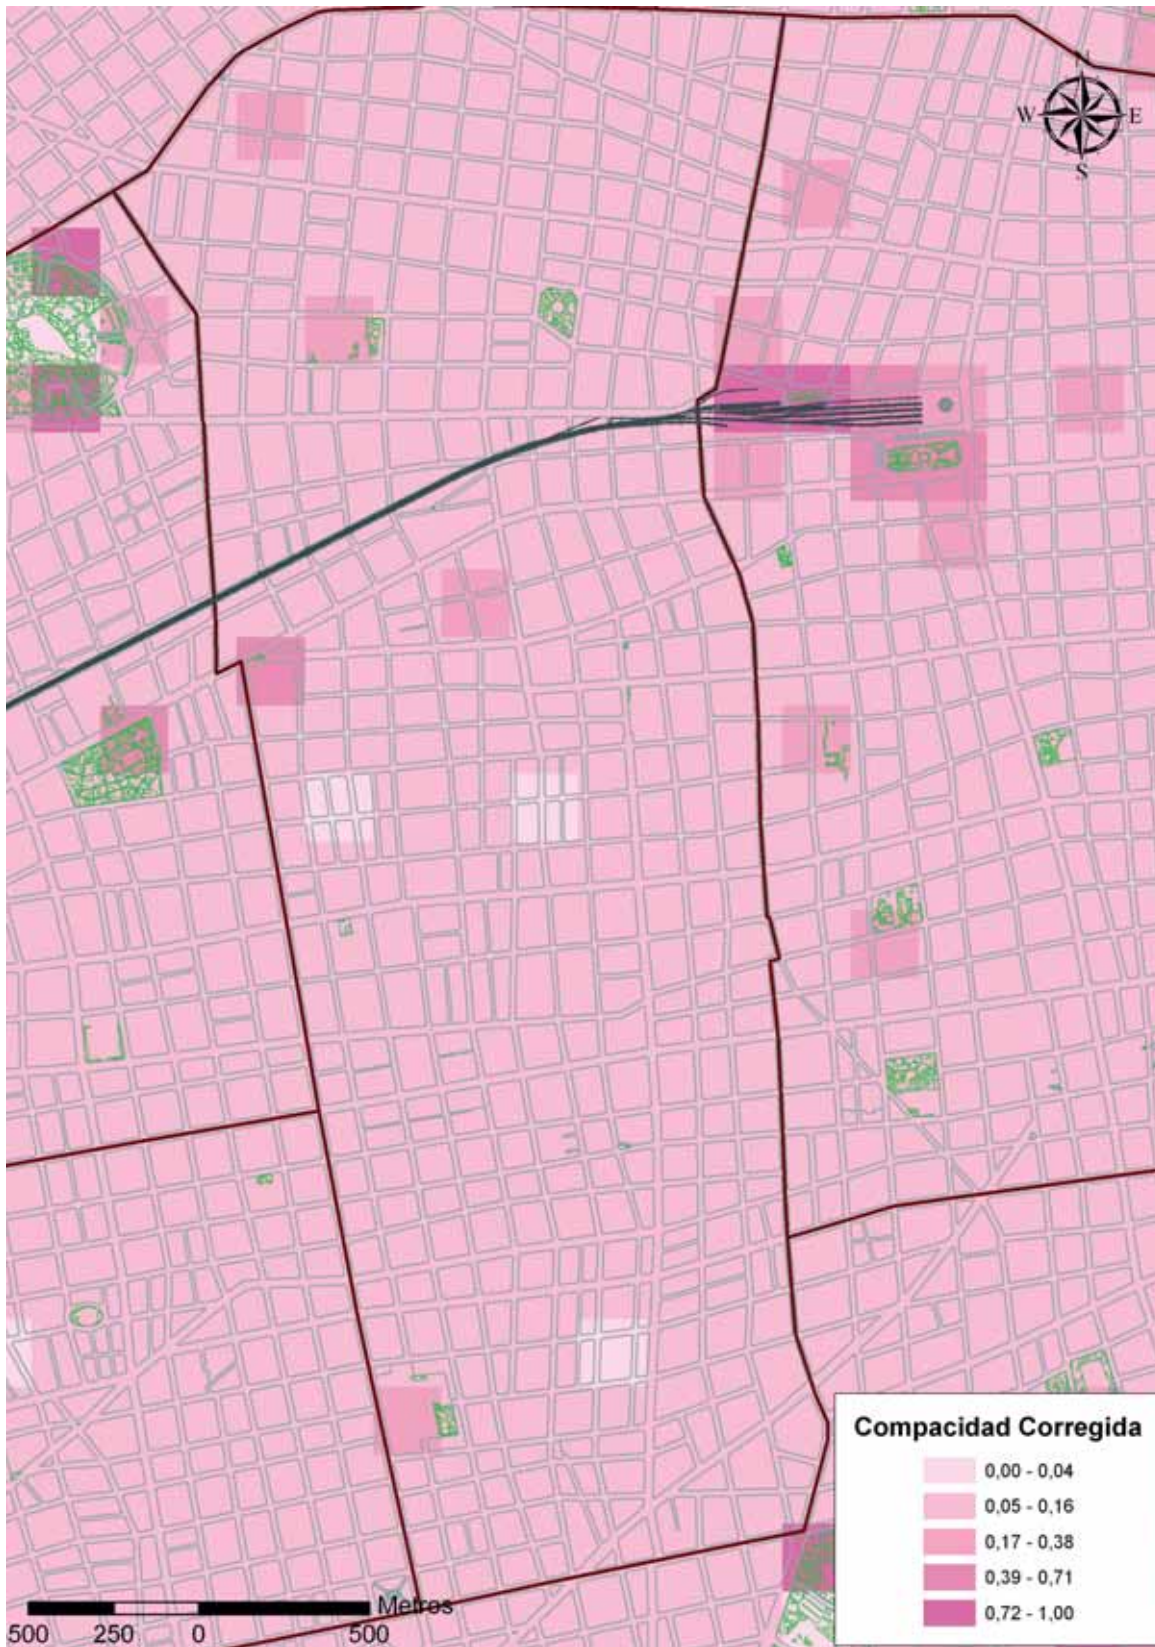 W E
S
Compacidad Corregida
0,00 - 0,04
0,05 - 0,16
0,17 - 0,38
0,39 - 0,71
0,72 - 1,00
Metros
500 250 0 500